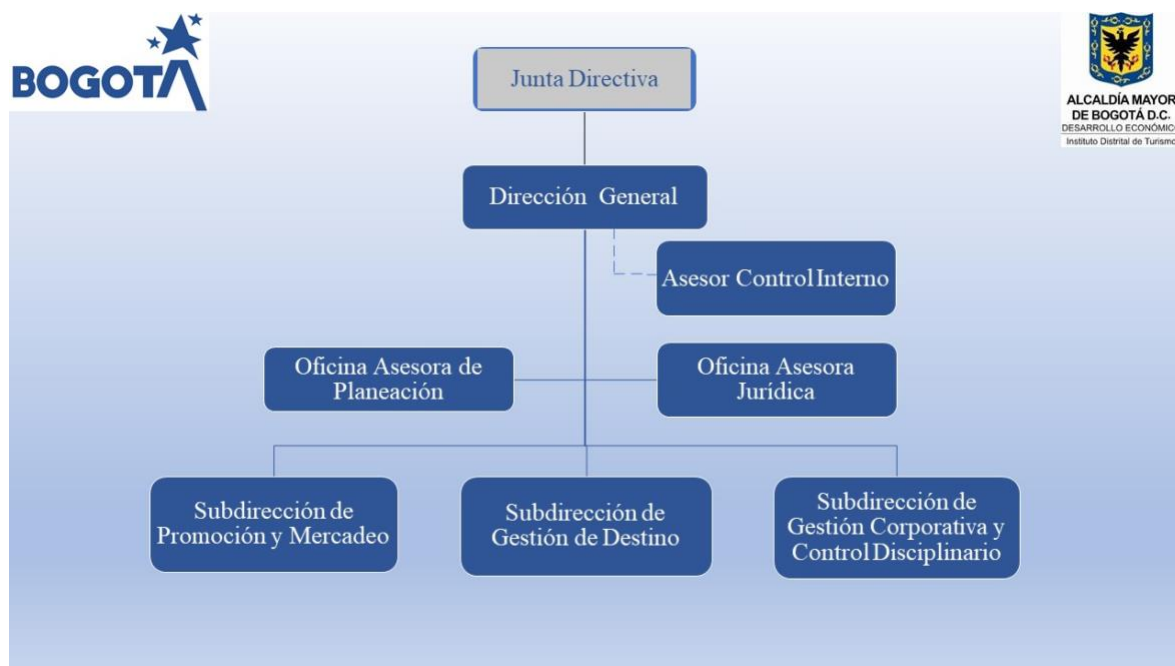 BOGOTÁ
ALCALDÍA MAYOR
DE BOGOTÁ D.C.
DESARROLLO ECONÓMICO
Instituto Distrital de Turismo
Junta Directiva
Dirección General
Asesor Control Interno
Oficina Asesora de
Planeación
Oficina Asesora
Jurídica
Subdirección de
Promoción y Mercadeo
Subdirección de
Gestión de Destino
Subdirección de
Gestión Corporativa y
Control Disciplinario